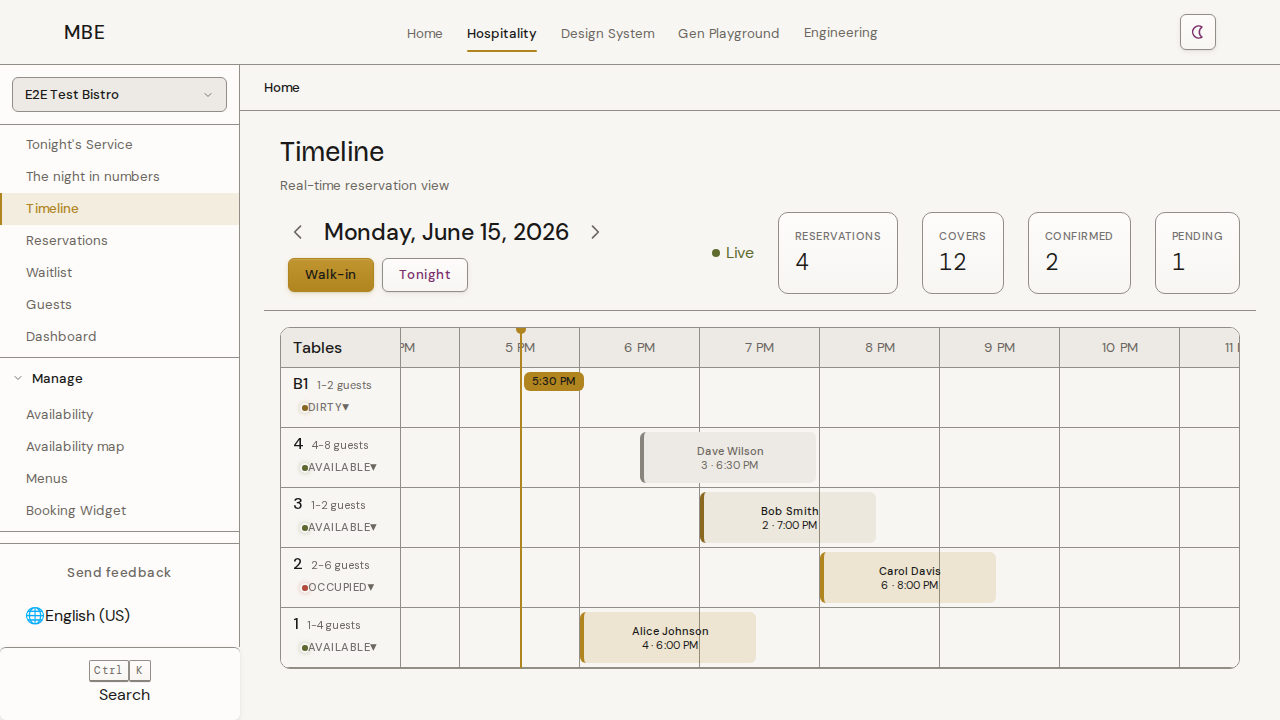 MBE
Home Hospitality Design System Gen Playground Engineering
E2E Test Bistro
Tonight's Service
The night in numbers
Timeline
Reservations
Waitlist
Guests
Dashboard
Manage
Availability
Availability map
Menus
Booking Widget
Send feedback
English (US)
Ctrl K
Search
Home
Timeline
Real-time reservation view
Monday, June 15, 2026
Walk-in Tonight
Live
RESERVATIONS
4
COVERS
12
CONFIRMED
2
PENDING
1
Tables PM 5 PM 6 PM 7 PM 8 PM 9 PM 10 PM 11
B1 1-2 guests
DIRTY▾
5:30 PM
4 4-8 guests
AVAILABLE▾
Dave Wilson
3 · 6:30 PM
3 1-2 guests
AVAILABLE▾
Bob Smith
2 · 7:00 PM
2 2-6 guests
OCCUPIED▾
Carol Davis
6 · 8:00 PM
1 1-4 guests
AVAILABLE▾
Alice Johnson
4 · 6:00 PM